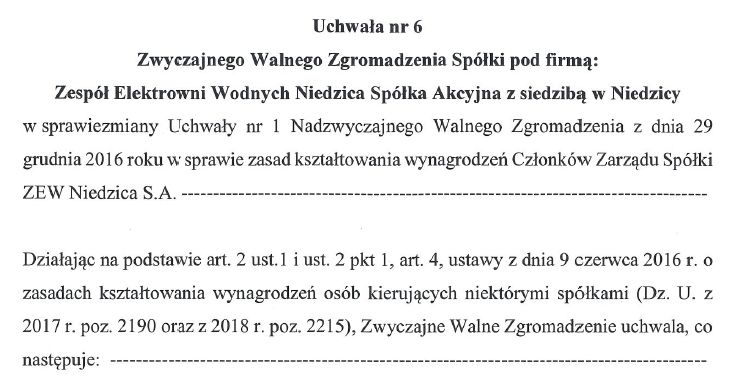 Uchwała nr 6
Zwyczajnego Walnego Zgromadzenia Spółki pod firmą:
Zespół Elektrowni Wodnych Niedzica Spółka Akcyjna z siedzibą w Niedzicy
w sprawiezmiany Uchwały nr 1 Nadzwyczajnego Walnego Zgromadzenia z dnia 29
grudnia 2016 roku w sprawie zasad kształtowania wynagrodzeń Członków Zarządu Spółki
ZEW Niedzica S.A. --------------------------------------------------------------------------------
Działając na podstawie art. 2 ust.1 i ust. 2 pkt 1, art. 4, ustawy z dnia 9 czerwca 2016 r. o
zasadach kształtowania wynagrodzeń osób kierujących niektórymi spółkami (Dz. U. z
2017 r. poz. 2190 oraz z 2018 r. poz. 2215), Zwyczajne Walne Zgromadzenie uchwala, co
następuje: ------------------------------------------------------------------------------------------